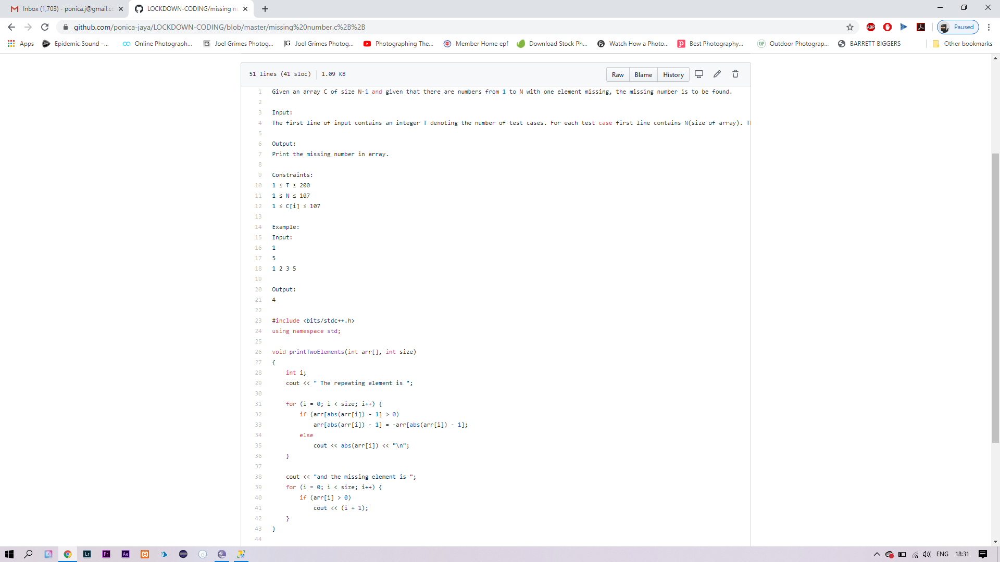 Inbox (1,703) - ponica.j@gmail.cc
LOCKDOWN-CODING/missing nu
github.com/ponica-jaya/LOCKDOWN-CODING/blob/master/missing%20number.c%2B%2B
ABP
Paused
Apps
Epidemic Sound –...
Online Photograph...
Joel Grimes Photog...
JG Joel Grimes Photog...
Photographing The...
Member Home epf
Download Stock Ph...
Watch How a Photo...
Best Photography...
OP Outdoor Photograp...
BARRETT BIGGERS
Other bookmarks
51 lines (41 sloc) 1.09 KB
Raw Blame History
1 Given an array C of size N-1 and given that there are numbers from 1 to N with one element missing, the missing number is to be found.
2
3 Input:
4 The first line of input contains an integer T denoting the number of test cases. For each test case first line contains N(size of array). Tl
5
6 Output:
7 Print the missing number in array.
8
9 Constraints:
10 1 ≤ T ≤ 200
11 1 ≤ N ≤ 107
12 1 ≤ C[i] ≤ 107
13
14 Example:
15 Input:
16 1
17 5
18 1 2 3 5
19
20 Output:
21 4
22
23 #include <bits/stdc++.h>
24 using namespace std;
25
26 void printTwoElements(int arr[], int size)
27 {
28     int i;
29     cout << " The repeating element is ";
30
31     for (i = 0; i < size; i++) {
32         if (arr[abs(arr[i]) - 1] > 0)
33             arr[abs(arr[i]) - 1] = -arr[abs(arr[i]) - 1];
34         else
35             cout << abs(arr[i]) << "\n";
36     }
37
38     cout << "and the missing element is ";
39     for (i = 0; i < size; i++) {
40         if (arr[i] > 0)
41             cout << (i + 1);
42     }
43 }
44
Lr Pr Ae
ENG 18:31